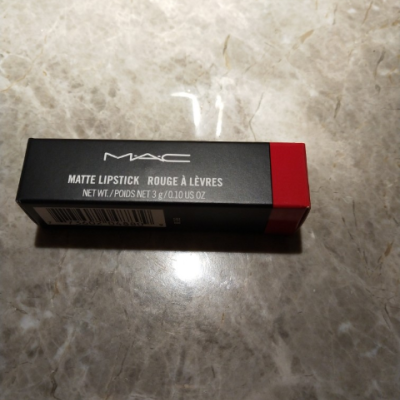 MAC
MATTE LIPSTICK ROUGE À LÈVRES
NET WT./POIDS NET 3 g/0.10 US OZ